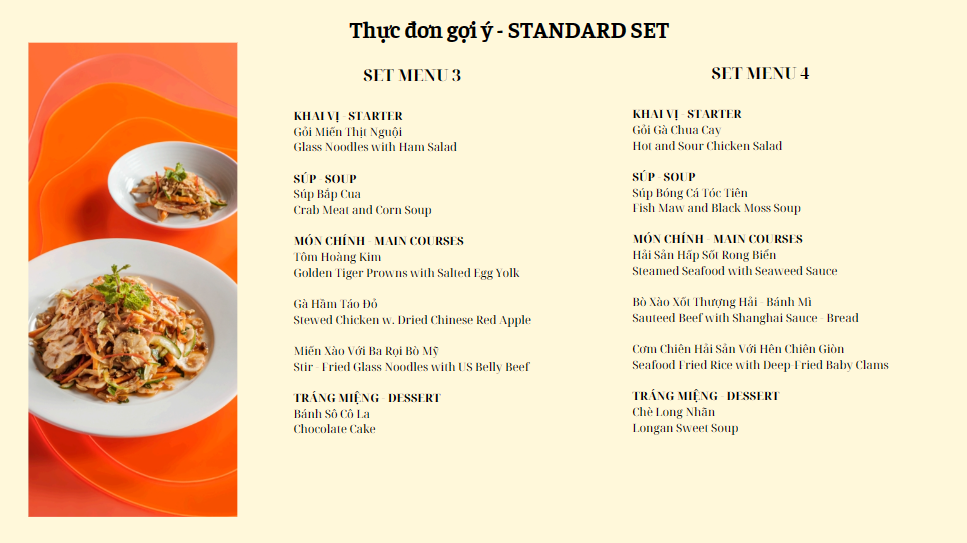 Thực đơn gợi ý - STANDARD SET
SET MENU 3
KHAI VỊ - STARTER
Gỏi Miến Thịt Nguội
Glass Noodles with Ham Salad
SÚP - SOUP
Súp Bắp Cua
Crab Meat and Corn Soup
MÓN CHÍNH - MAIN COURSES
Tôm Hoàng Kim
Golden Tiger Prowns with Salted Egg Yolk
Gà Hầm Táo Đỏ
Stewed Chicken w. Dried Chinese Red Apple
Miến Xào Với Ba Rọi Bò Mỹ
Stir - Fried Glass Noodles with US Belly Beef
TRÁNG MIỆNG - DESSERT
Bánh Sô Cô La
Chocolate Cake
SET MENU 4
KHAI VỊ - STARTER
Gỏi Gà Chua Cay
Hot and Sour Chicken Salad
SÚP - SOUP
Súp Bóng Cá Tóc Tiên
Fish Maw and Black Moss Soup
MÓN CHÍNH - MAIN COURSES
Hải Sản Hấp Sốt Rong Biển
Steamed Seafood with Seaweed Sauce
Bò Xào Xốt Thượng Hải - Bánh Mì
Sauteed Beef with Shanghai Sauce - Bread
Cơm Chiên Hải Sản Với Hến Chiên Giòn
Seafood Fried Rice with Deep-Fried Baby Clams
TRÁNG MIỆNG - DESSERT
Chè Long Nhãn
Longan Sweet Soup